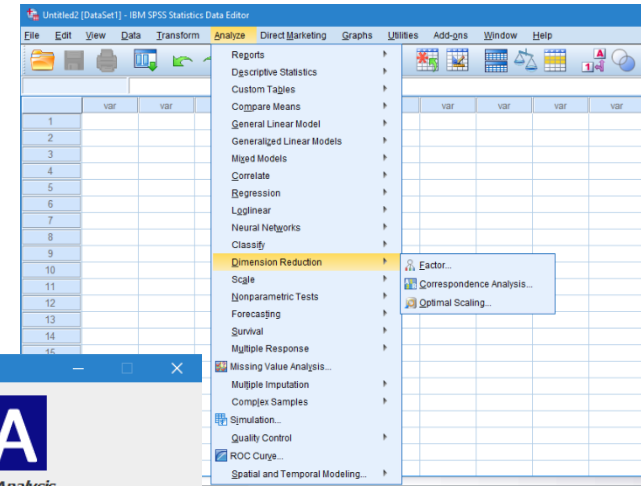 Untitled2 [DataSet1] - IBM SPSS Statistics Data Editor
File Edit View Data Transform Analyze Direct Marketing Graphs Utilities Add-ons Window Help
var var var var var var
1
2
3
4
5
6
7
8
9
10
11
12
13
14
15
Reports
Descriptive Statistics
Custom Tables
Compare Means
General Linear Model
Generalized Linear Models
Mixed Models
Correlate
Regression
Loglinear
Neural Networks
Classify
Dimension Reduction
Scale
Nonparametric Tests
Forecasting
Survival
Multiple Response
Missing Value Analysis...
Multiple Imputation
Complex Samples
Simulation...
Quality Control
ROC Curve...
Spatial and Temporal Modeling...
Factor...
Correspondence Analysis...
Optimal Scaling...
A
Analysis